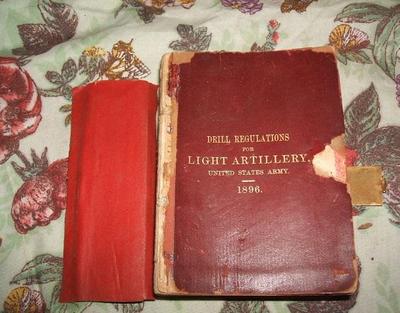 DRILL REGULATIONS
FOR
LIGHT ARTILLERY.
UNITED STATES ARMY.
1896.